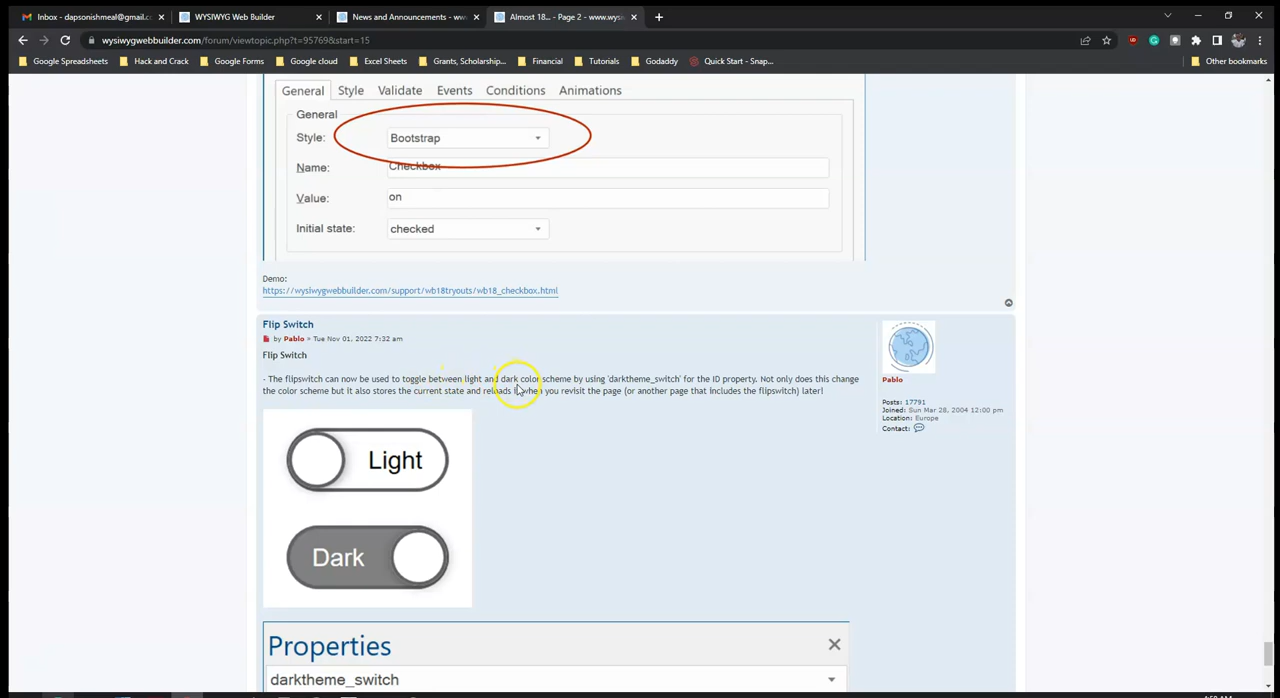 Inbox - dapsonishmeal@gmail.c
WYSIWYG Web Builder
News and Announcements - www
Almost 18... - Page 2 - www.wysi
wysiwygwebbuilder.com/forum/viewtopic.php?t=95769&start=15
Google Spreadsheets
Hack and Crack
Google Forms
Google cloud
Excel Sheets
Grants, Scholarship...
Financial
Tutorials
Godaddy
Quick Start - Snap...
Other bookmarks
General Style Validate Events Conditions Animations
General
Style: Bootstrap
Name: Checkbox
Value: on
Initial state: checked
Demo:
https://wysiwygwebbuilder.com/support/wb18tryouts/wb18_checkbox.html
Flip Switch
by Pablo » Tue Nov 01, 2022 7:32 am
Flip Switch
- The flipswitch can now be used to toggle between light and dark color scheme by using 'darktheme_switch' for the ID property. Not only does this change
the color scheme but it also stores the current state and reloads it when you revisit the page (or another page that includes the flipswitch) later!
Pablo
Posts: 17791
Joined: Sun Mar 28, 2004 12:00 pm
Location: Europe
Contact:
Light
Dark
Properties
darktheme_switch